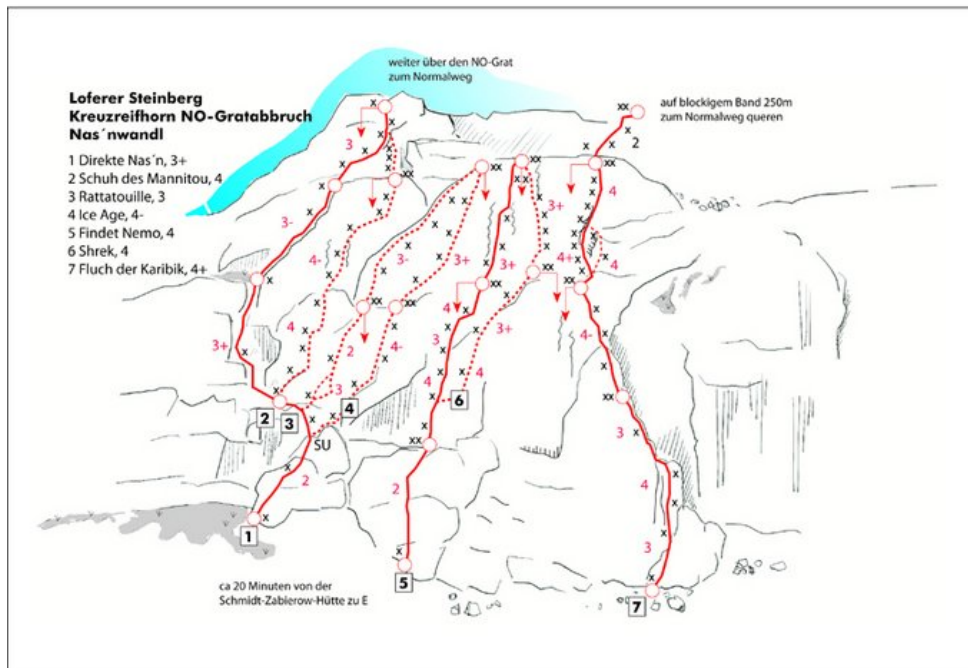 weiter über den NO-Grat
zum Normalweg
Loferer Steinberg
Kreuzreifhorn NO-Gratabbruch
Nas´nwandl
1 Direkte Nas´n, 3+
2 Schuh des Mannitou, 4
3 Rattatouille, 3
4 Ice Age, 4-
5 Findet Nemo, 4
6 Shrek, 4
7 Fluch der Karibik, 4+
auf blockigem Band 250m
zum Normalweg queren
3
2
4
3-
3+
4-
3-
3+
3+
4+
4
4
4
3+
4-
4
2
4-
3
3+
3
4
4
3
4
6
2
3
SU
3
2
2
4
3
1
5
7
ca 20 Minuten von der
Schmidt-Zabierow-Hütte zu E